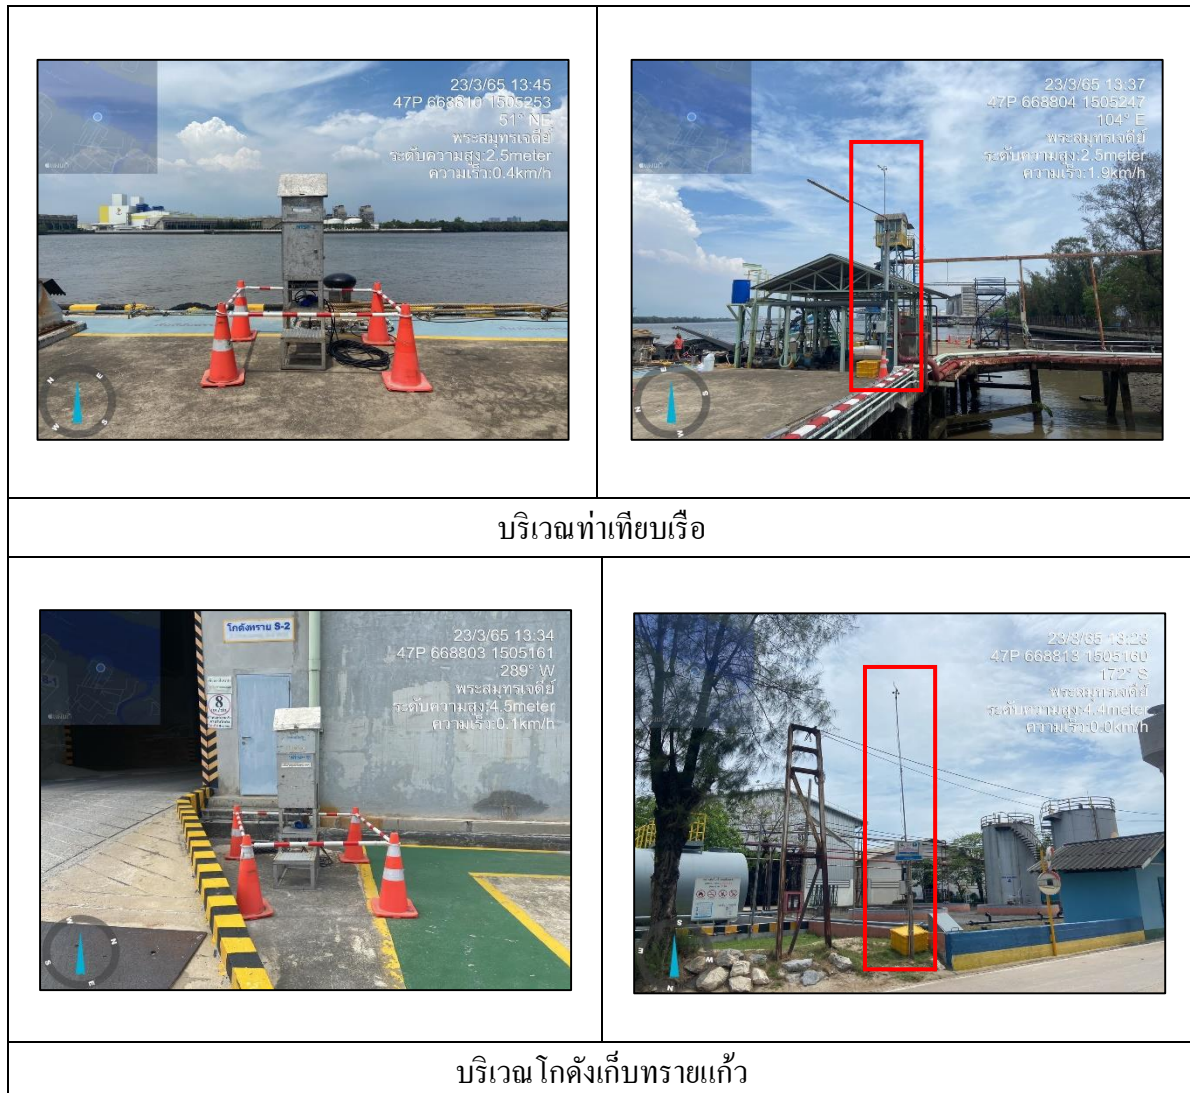 23/3/65 13:45
47P 668810 1505253
51° NE
พระสมุทรเจดีย์
ระดับความสูง:2.5meter
ความเร็ว:0.4km/h
23/3/65 13:37
47P 668804 1505247
104° E
พระสมุทรเจดีย์
ระดับความสูง:2.5meter
ความเร็ว:1.9km/h
บริเวณท่าเทียบเรือ
โกดังทราย S-2
8
23/3/65 13:34
47P 668803 1505161
289° W
พระสมุทรเจดีย์
ระดับความสูง:4.5meter
ความเร็ว:0.1km/h
23/3/65 13:23
47P 668813 1505160
172° S
พระสมุทรเจดีย์
ระดับความสูง:4.4meter
ความเร็ว:0.0km/h
บริเวณโกดังเก็บทรายแก้ว